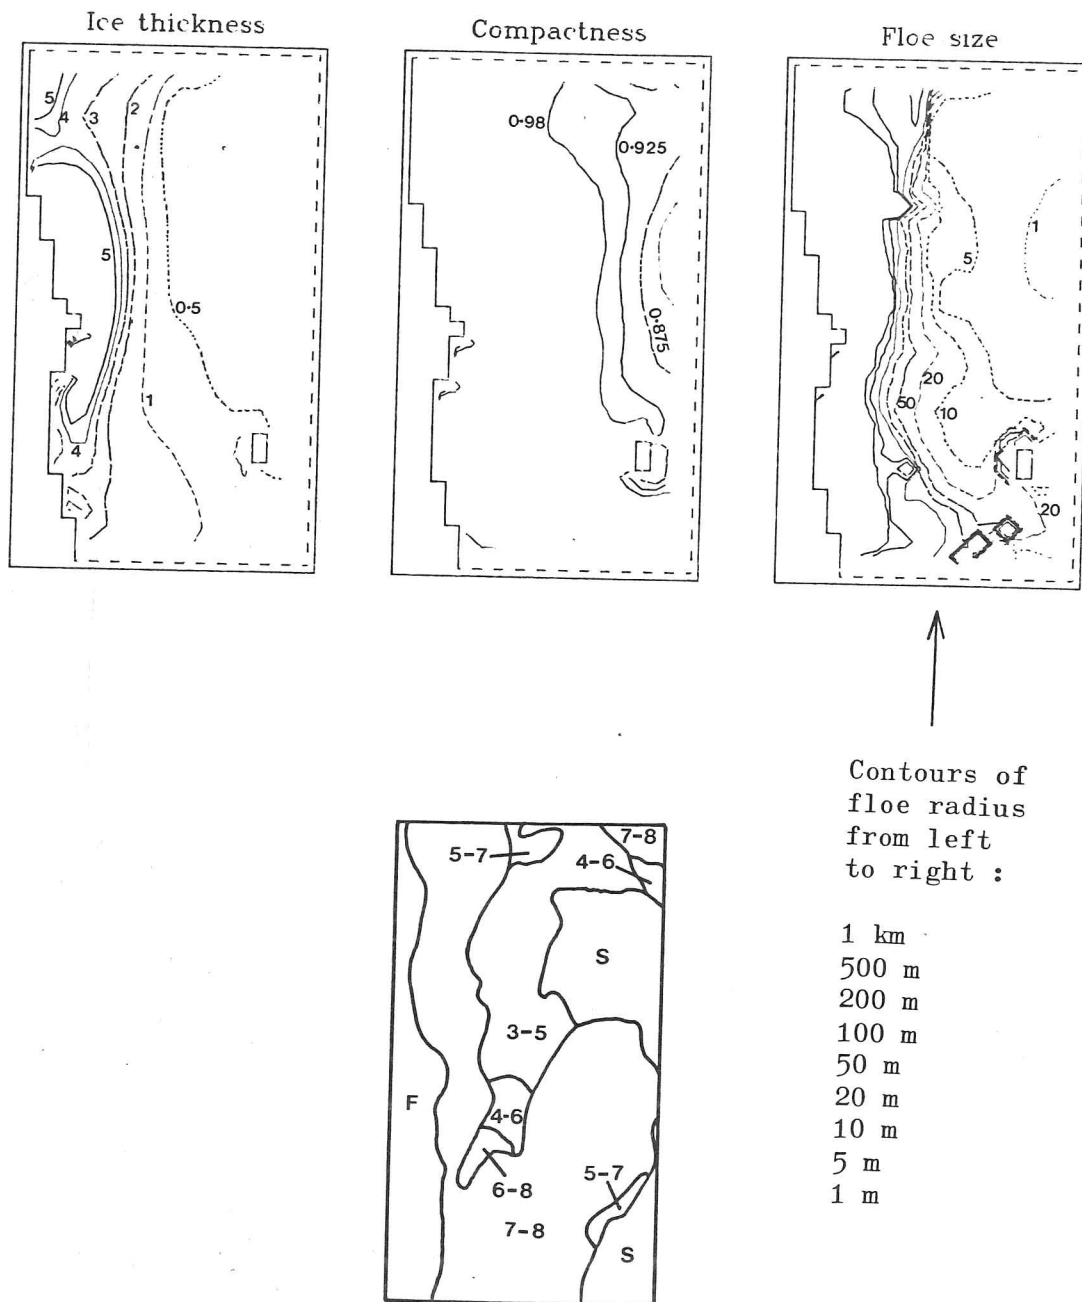 Ice thickness
Compactness
Floe size
5
4
3
2
5
0·5
1
4
0·98
0·925
0·875
1
5
20
50
10
20
Contours of
floe radius
from left
to right :
1 km
500 m
200 m
100 m
50 m
20 m
10 m
5 m
1 m
7-8
5-7
4-6
S
3-5
F
4-6
5-7
6-8
7-8
S